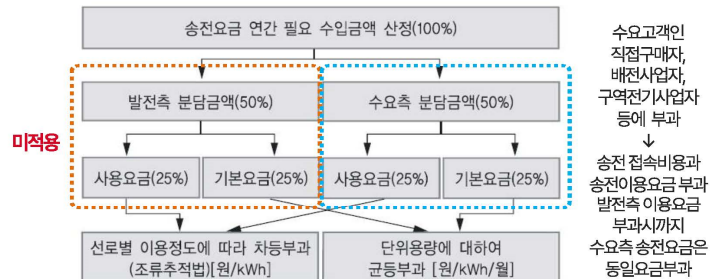 송전요금 연간 필요 수입금액 산정(100%)
발전측 분담금액(50%)
수요측 분담금액(50%)
미적용
사용요금(25%)
기본요금(25%)
사용요금(25%)
기본요금(25%)
선로별 이용정도에 따라 차등부과
(조류추적법)[원/kWh]
단위용량에 대하여
균등부과 [원/kWh/월]
수요고객인
직접구매자,
배전사업자,
구역전기사업자
등에 부과
↓
송전 접속비용과
송전이용요금 부과
발전측 이용요금
부과시까지
수요측 송전요금은
동일요금부과